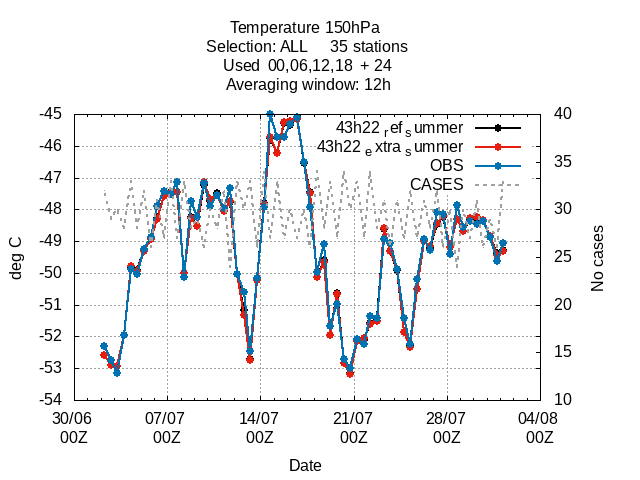 Temperature 150hPa
Selection: ALL 35 stations
Used 00,06,12,18 + 24
Averaging window: 12h
-45 40
43h22 ref summer
-46
43h22 extra summer
35
OBS
-47
CASES
-48 30
-49
25
-50
-51 20
-52
15
-53
-54 10
deg C
No cases
30/06 07/07 14/07 21/07 28/07 04/08
00Z 00Z 00Z 00Z 00Z 00Z
Date